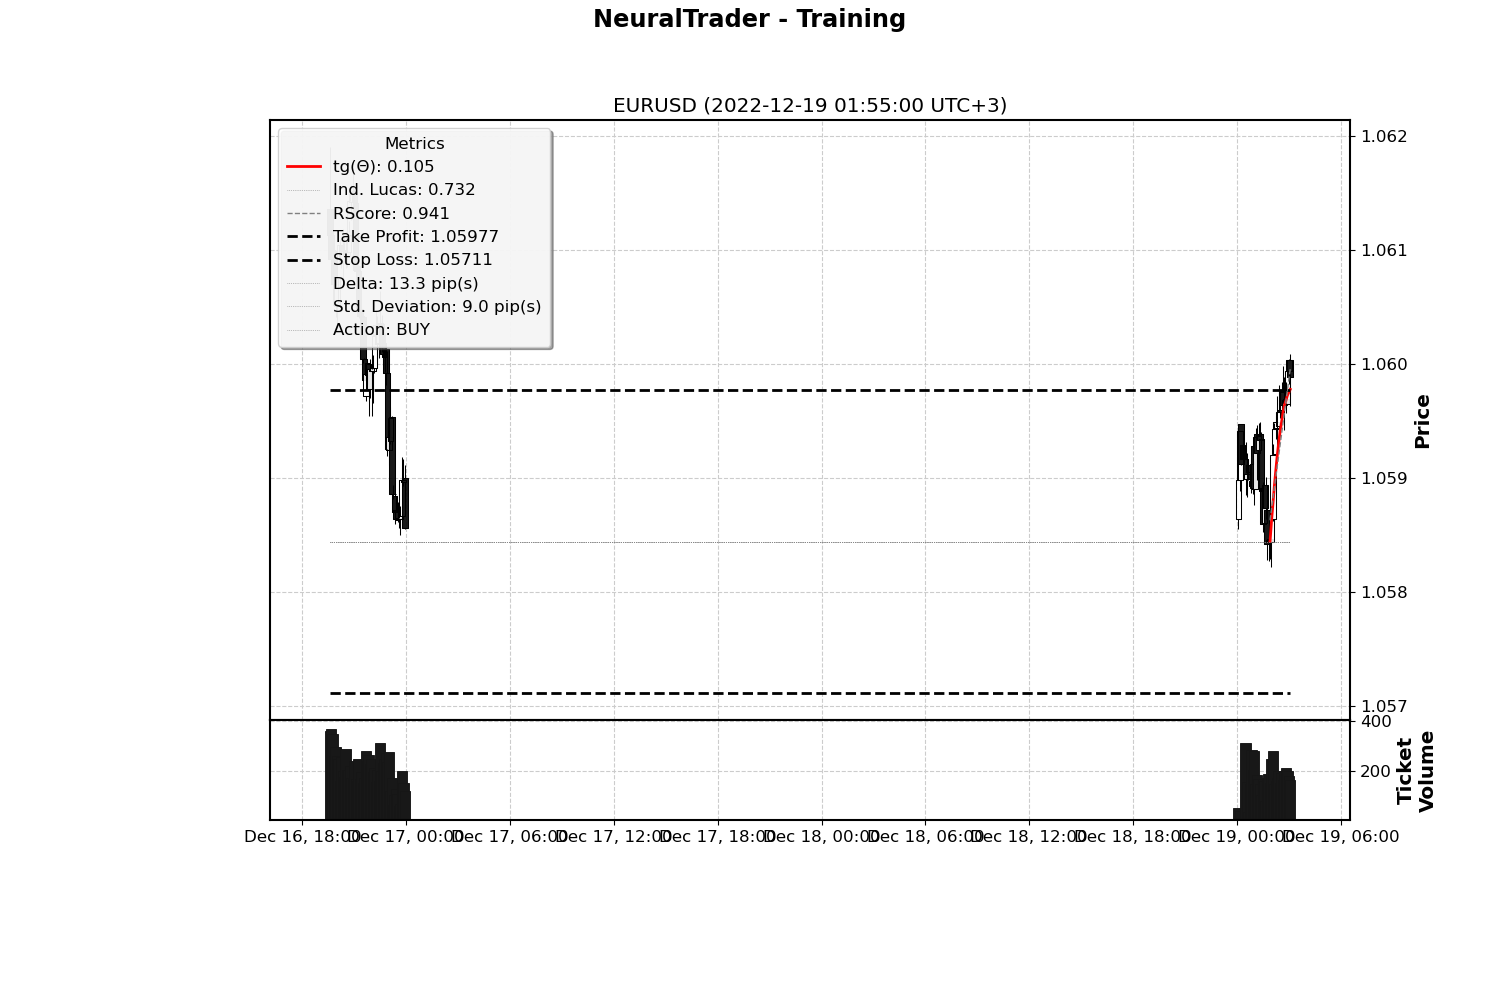 NeuralTrader - Training
EURUSD (2022-12-19 01:55:00 UTC+3)
Metrics
tg(Θ): 0.105
Ind. Lucas: 0.732
RScore: 0.941
Take Profit: 1.05977
Stop Loss: 1.05711
Delta: 13.3 pip(s)
Std. Deviation: 9.0 pip(s)
Action: BUY
1.062
1.061
1.060
1.059
1.058
1.057
Price
400
200
Ticket
Volume
Dec 16, 18:00
Dec 17, 00:00
Dec 17, 06:00
Dec 17, 12:00
Dec 17, 18:00
Dec 18, 00:00
Dec 18, 06:00
Dec 18, 12:00
Dec 18, 18:00
Dec 19, 00:00
Dec 19, 06:00